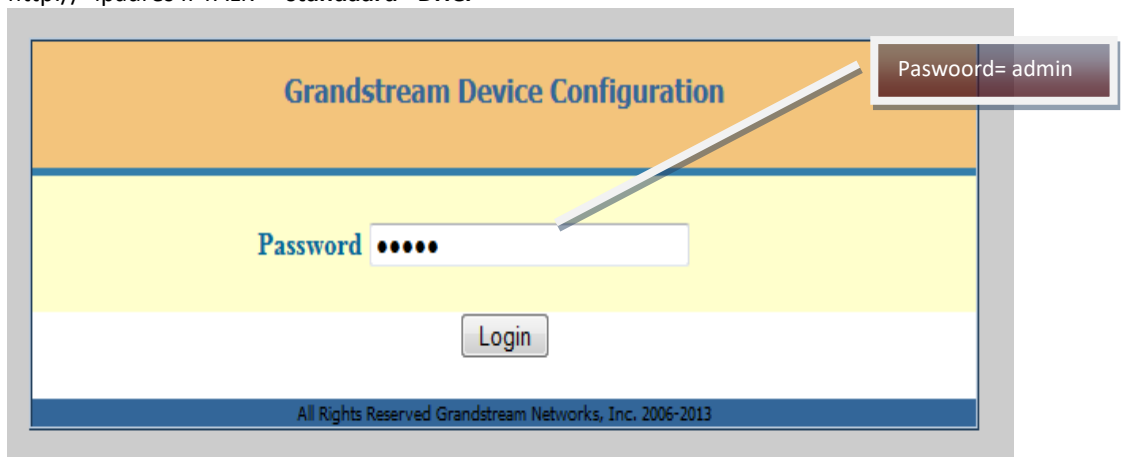 Paswoord= admin
Grandstream Device Configuration
Password •••••
Login
All Rights Reserved Grandstream Networks, Inc. 2006-2013